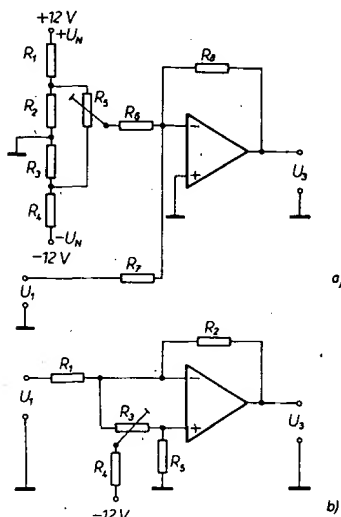 +12 V
+U_N
R_1
R_2
R_5
R_3
R_4
-U_N
-12 V
R_6
R_8
-
+
U_3
R_7
U_1
a)
R_1
R_2
-
+
U_1
R_3
R_4
R_5
-12 V
U_3
b)